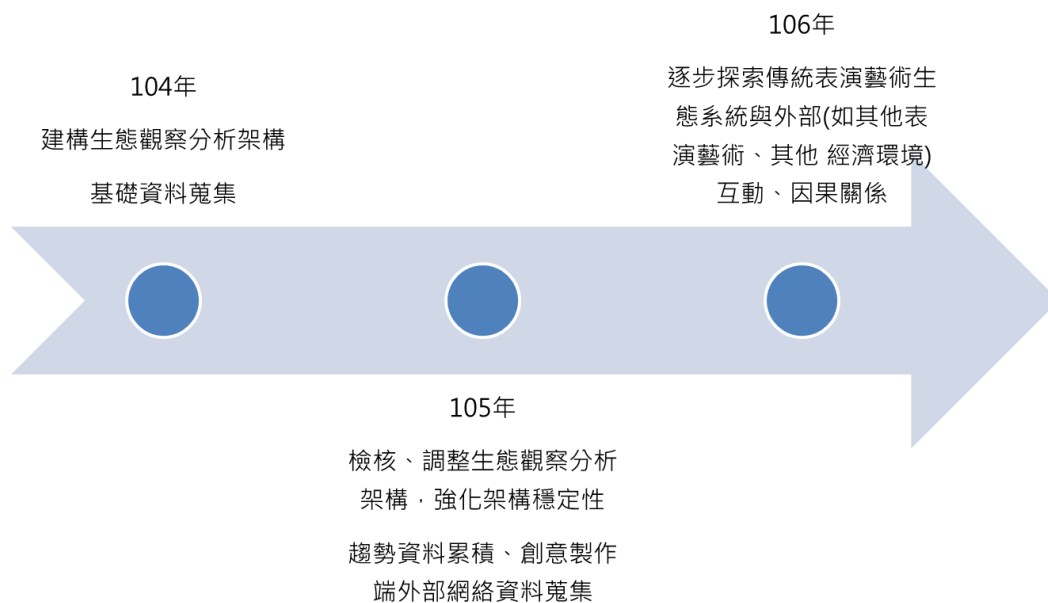 104年
建構生態觀察分析架構
基礎資料蒐集
105年
檢核、調整生態觀察分析
架構，強化架構穩定性
趨勢資料累積、創意製作
端外部網絡資料蒐集
106年
逐步探索傳統表演藝術生
態系統與外部(如其他表
演藝術、其他 經濟環境)
互動、因果關係